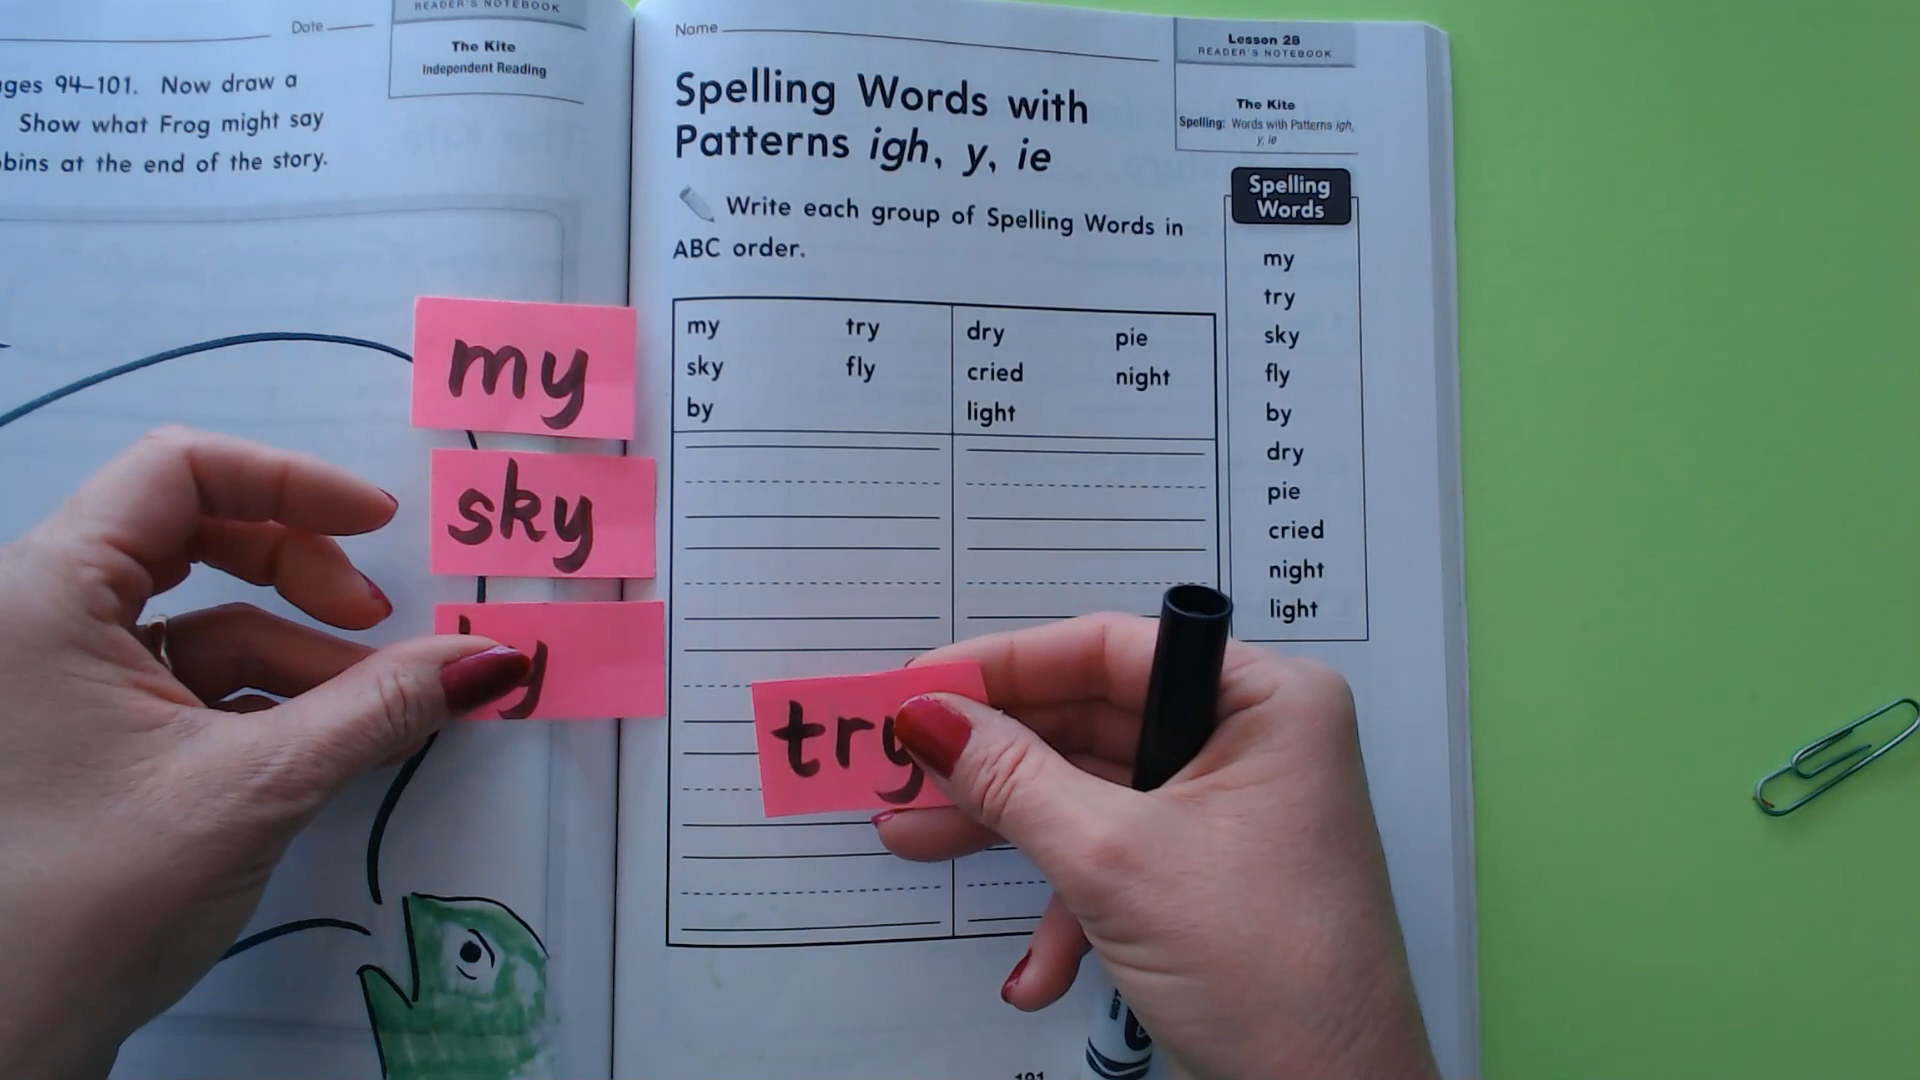 Date
READER'S NOTEBOOK
The Kite
Independent Reading
ges 94–101. Now draw a
Show what Frog might say
bins at the end of the story.
my
sky
by
try
Name
Lesson 28
READER'S NOTEBOOK
The Kite
Spelling: Words with Patterns igh,
y, ie
Spelling Words with
Patterns igh, y, ie
Write each group of Spelling Words in
ABC order.
my try
sky fly
by
dry pie
cried night
light
Spelling
Words
my
try
sky
fly
by
dry
pie
cried
night
light